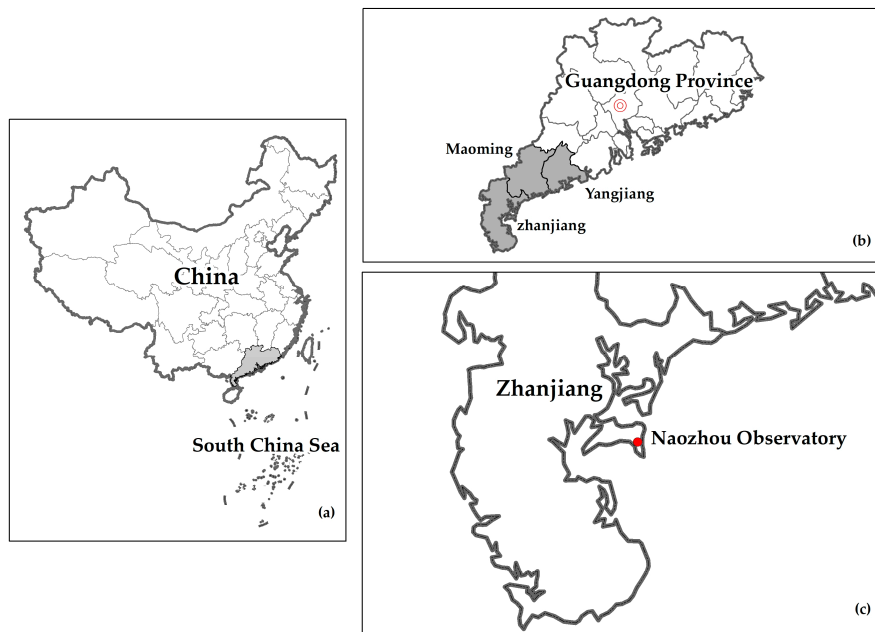 China
South China Sea
(a)
Guangdong Province
Maoming
Yangjiang
zhanjiang
(b)
Zhanjiang
Naozhou Observatory
(c)